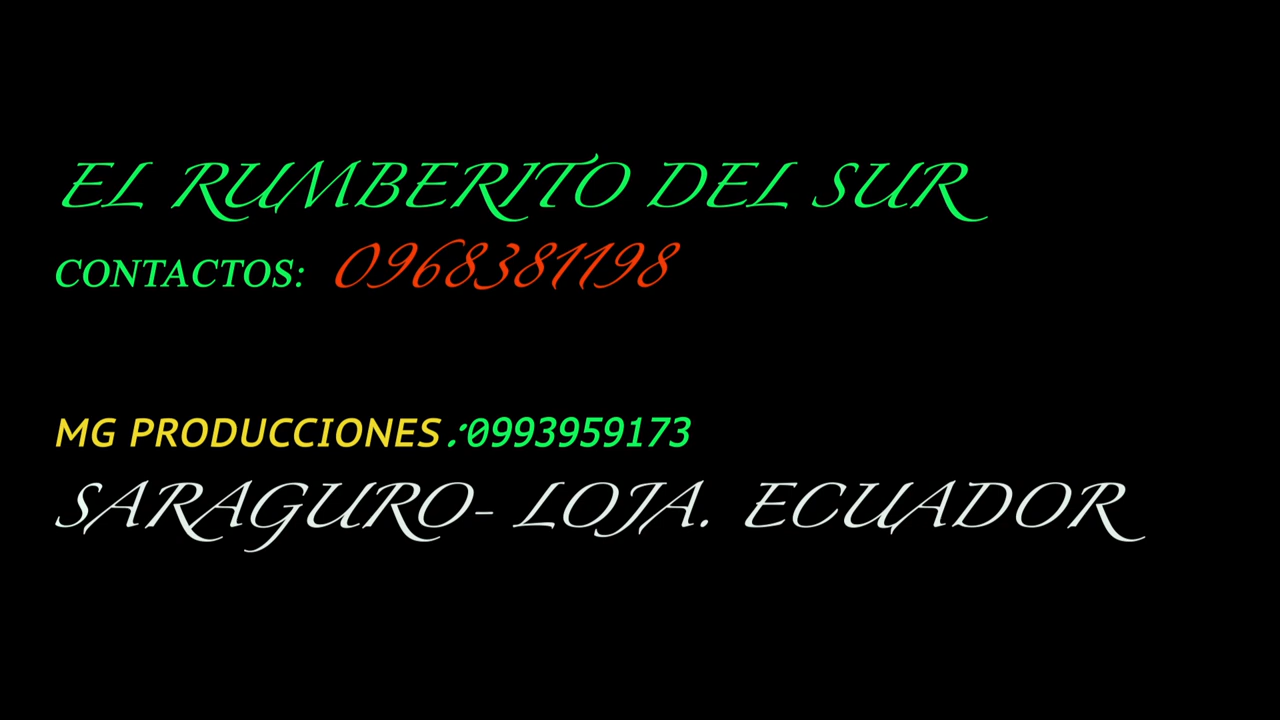 EL RUMBERITO DEL SUR
CONTACTOS: 0968381198
MG PRODUCCIONES :0993959173
SARAGURO- LOJA. ECUADOR